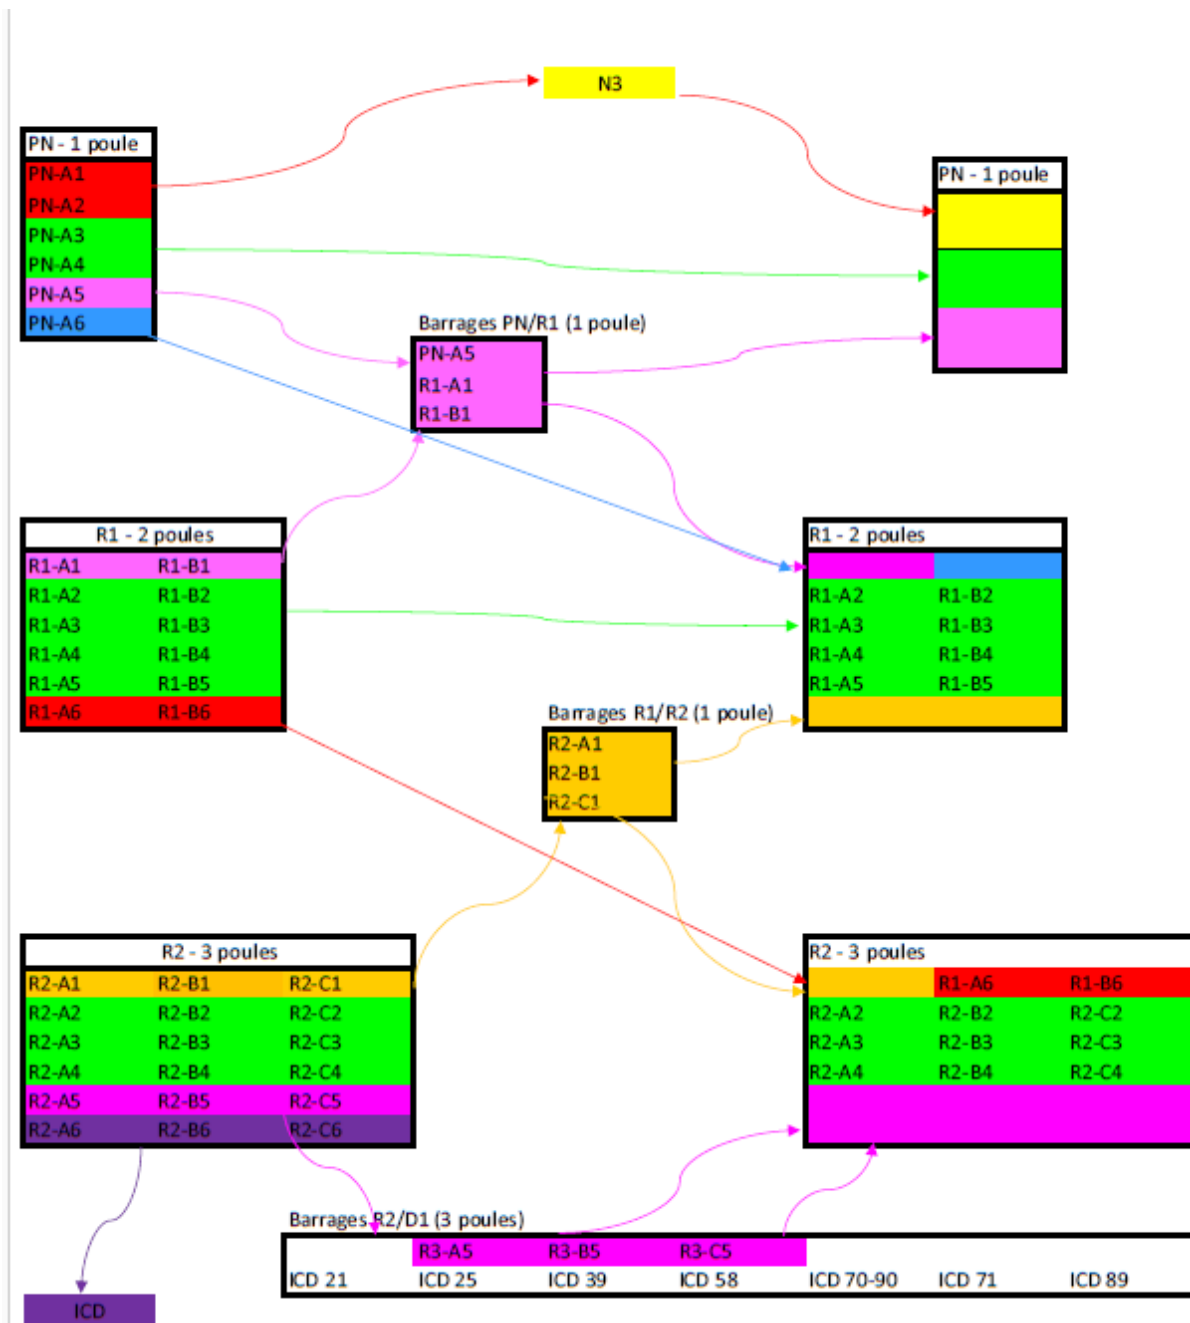 N3
PN - 1 poule
PN-A1
PN-A2
PN-A3
PN-A4
PN-A5
PN-A6
PN - 1 poule
Barrages PN/R1 (1 poule)
PN-A5
R1-A1
R1-B1
R1 - 2 poules
R1-A1 R1-B1
R1-A2 R1-B2
R1-A3 R1-B3
R1-A4 R1-B4
R1-A5 R1-B5
R1-A6 R1-B6
R1 - 2 poules
R1-A2 R1-B2
R1-A3 R1-B3
R1-A4 R1-B4
R1-A5 R1-B5
Barrages R1/R2 (1 poule)
R2-A1
R2-B1
R2-C1
R2 - 3 poules
R2-A1 R2-B1 R2-C1
R2-A2 R2-B2 R2-C2
R2-A3 R2-B3 R2-C3
R2-A4 R2-B4 R2-C4
R2-A5 R2-B5 R2-C5
R2-A6 R2-B6 R2-C6
R2 - 3 poules
R1-A6 R1-B6
R2-A2 R2-B2 R2-C2
R2-A3 R2-B3 R2-C3
R2-A4 R2-B4 R2-C4
Barrages R2/D1 (3 poules)
R3-A5 R3-B5 R3-C5
ICD 21 ICD 25 ICD 39 ICD 58 ICD 70-90 ICD 71 ICD 89
ICD